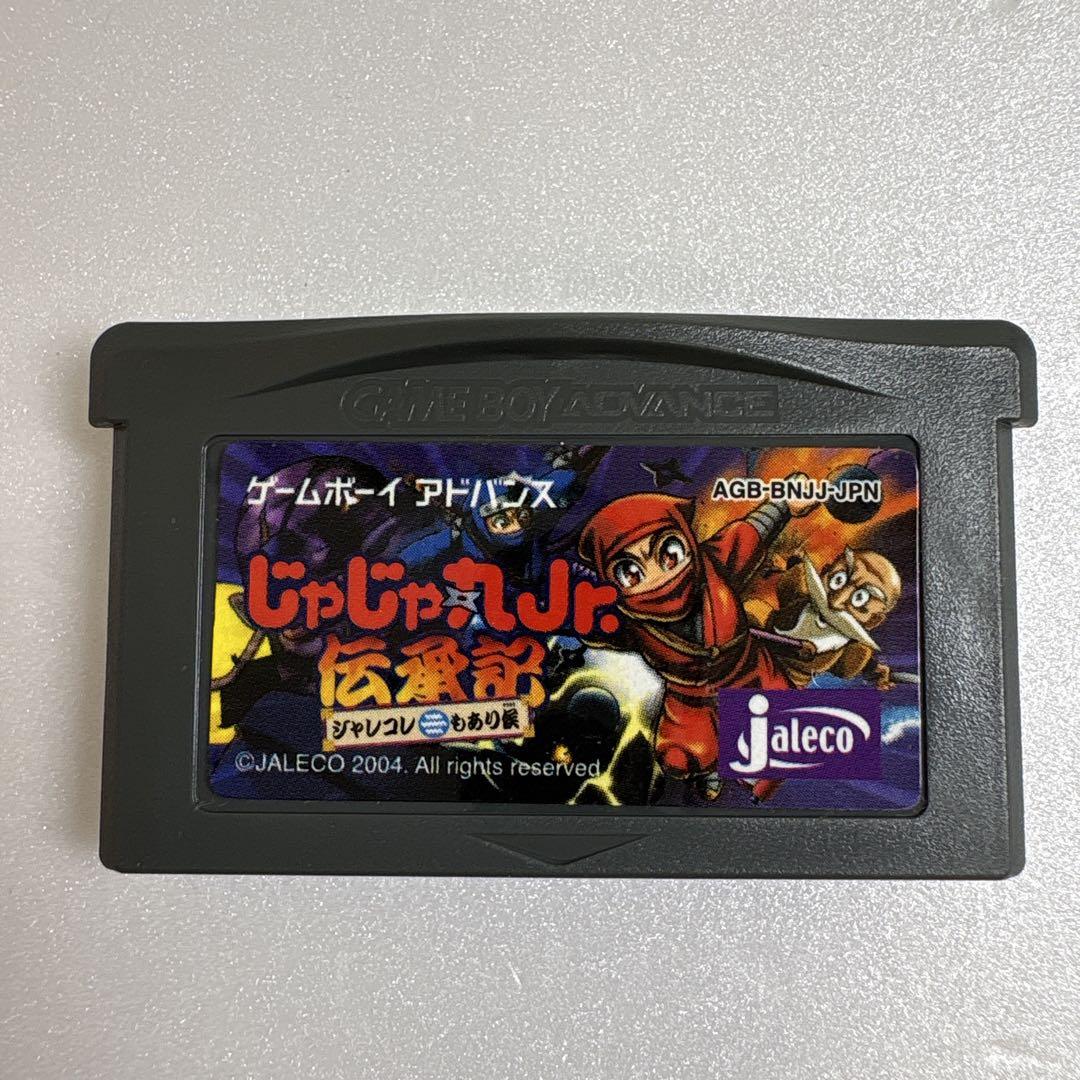 GAME BOY ADVANCE
ゲームボーイ アドバンス
AGB-BNJJ-JPN
じゃじゃ丸Jr.
伝承記
ジャレコレもあり候
jaleco
©JALECO 2004. All rights reserved.